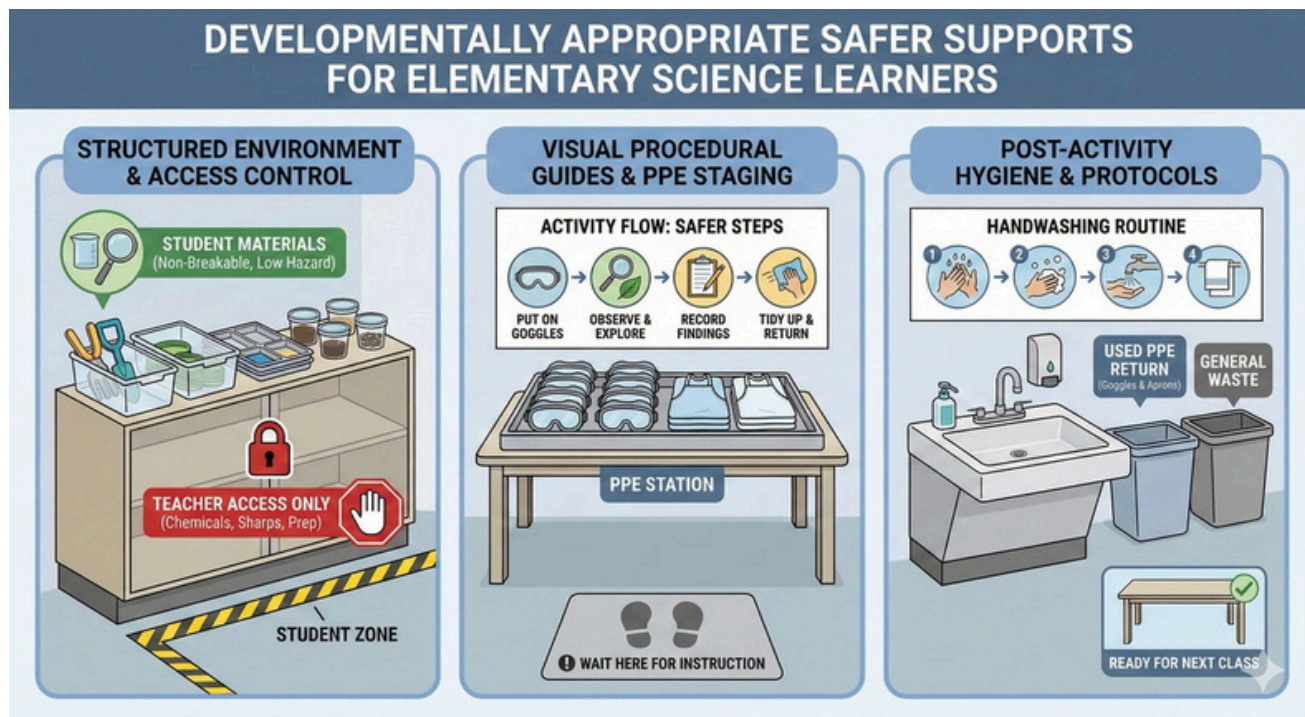 DEVELOPMENTALLY APPROPRIATE SAFER SUPPORTS
FOR ELEMENTARY SCIENCE LEARNERS
STRUCTURED ENVIRONMENT
& ACCESS CONTROL
STUDENT MATERIALS
(Non-Breakable, Low Hazard)
TEACHER ACCESS ONLY
(Chemicals, Sharps, Prep)
STUDENT ZONE
VISUAL PROCEDURAL
GUIDES & PPE STAGING
ACTIVITY FLOW: SAFER STEPS
PUT ON
GOGGLES
OBSERVE &
EXPLORE
RECORD
FINDINGS
TIDY UP &
RETURN
PPE STATION
! WAIT HERE FOR INSTRUCTION
POST-ACTIVITY
HYGIENE & PROTOCOLS
HANDWASHING ROUTINE
1
2
3
4
USED PPE
RETURN
(Goggles & Aprons)
GENERAL
WASTE
READY FOR NEXT CLASS